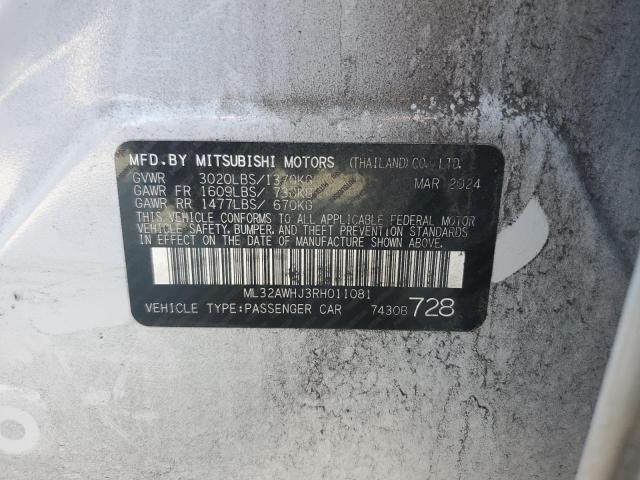 MFD.BY MITSUBISHI MOTORS (THAILAND) CO., LTD.
GVWR 3020LBS/1370KG MAR 2024
GAWR FR 1609LBS/ 730KG
GAWR RR 1477LBS/ 670KG
THIS VEHICLE CONFORMS TO ALL APPLICABLE FEDERAL MOTOR
VEHICLE SAFETY, BUMPER, AND THEFT PREVENTION STANDARDS
IN EFFECT ON THE DATE OF MANUFACTURE SHOWN ABOVE.
ML32AWHJ3RH011081
VEHICLE TYPE:PASSENGER CAR 7430B 728